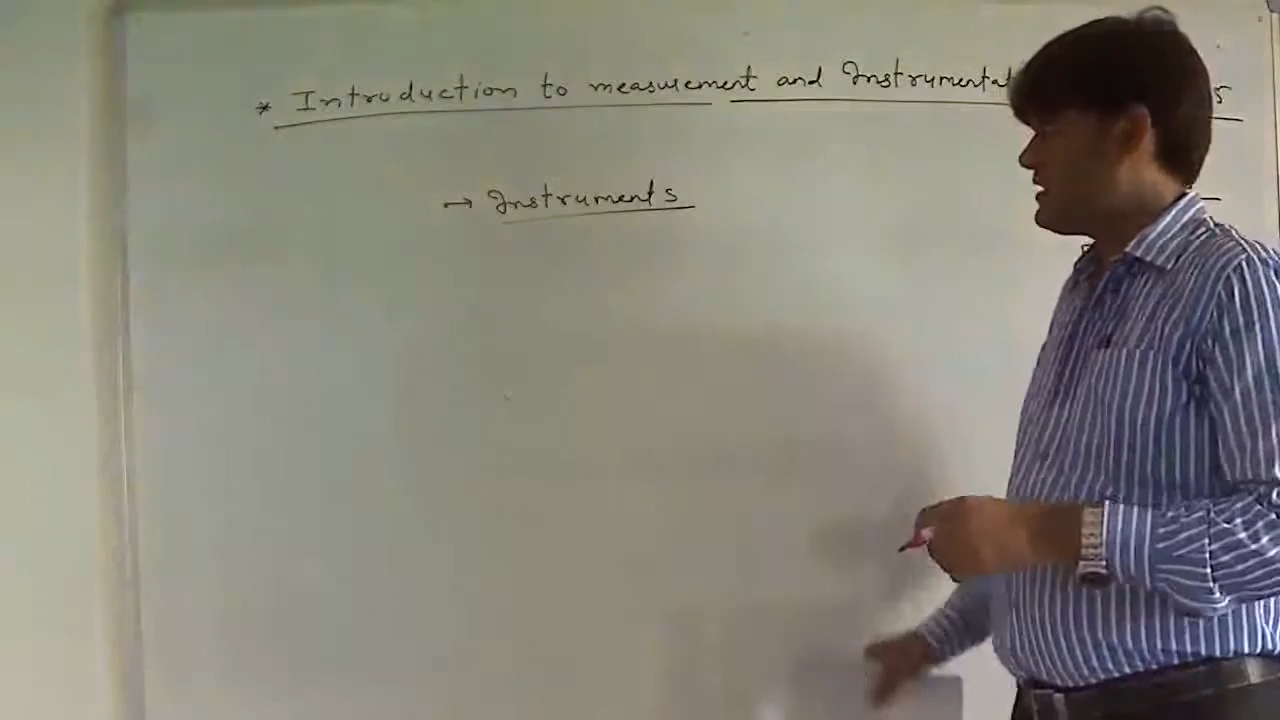 * Introduction to measurement and Instrumentat
→ Instruments